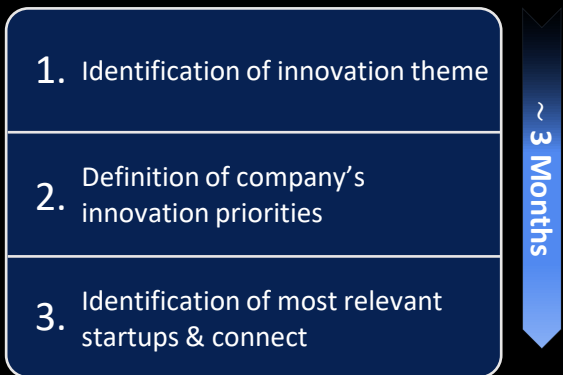 1. Identification of innovation theme
2. Definition of company’s
innovation priorities
3. Identification of most relevant
startups & connect
~ 3 Months